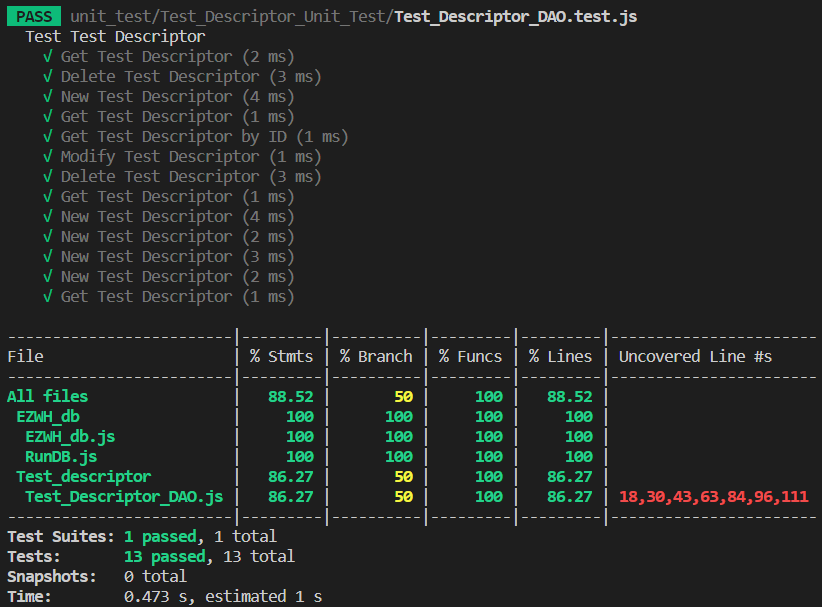 PASS unit_test/Test_Descriptor_Unit_Test/Test_Descriptor_DAO.test.js
  Test Test Descriptor
    √ Get Test Descriptor (2 ms)
    √ Delete Test Descriptor (3 ms)
    √ New Test Descriptor (4 ms)
    √ Get Test Descriptor (1 ms)
    √ Get Test Descriptor by ID (1 ms)
    √ Modify Test Descriptor (1 ms)
    √ Delete Test Descriptor (3 ms)
    √ Get Test Descriptor (1 ms)
    √ New Test Descriptor (4 ms)
    √ New Test Descriptor (2 ms)
    √ New Test Descriptor (3 ms)
    √ New Test Descriptor (2 ms)
    √ Get Test Descriptor (1 ms)
-------------------------|---------|----------|---------|---------|-----------------------
File                     | % Stmts | % Branch | % Funcs | % Lines | Uncovered Line #s
-------------------------|---------|----------|---------|---------|-----------------------
All files                |   88.52 |       50 |     100 |   88.52 |
 EZWH_db                 |     100 |      100 |     100 |     100 |
  EZWH_db.js             |     100 |      100 |     100 |     100 |
  RunDB.js               |     100 |      100 |     100 |     100 |
 Test_descriptor         |   86.27 |       50 |     100 |   86.27 |
  Test_Descriptor_DAO.js |   86.27 |       50 |     100 |   86.27 | 18,30,43,63,84,96,111
-------------------------|---------|----------|---------|---------|-----------------------
Test Suites: 1 passed, 1 total
Tests:       13 passed, 13 total
Snapshots:   0 total
Time:        0.473 s, estimated 1 s